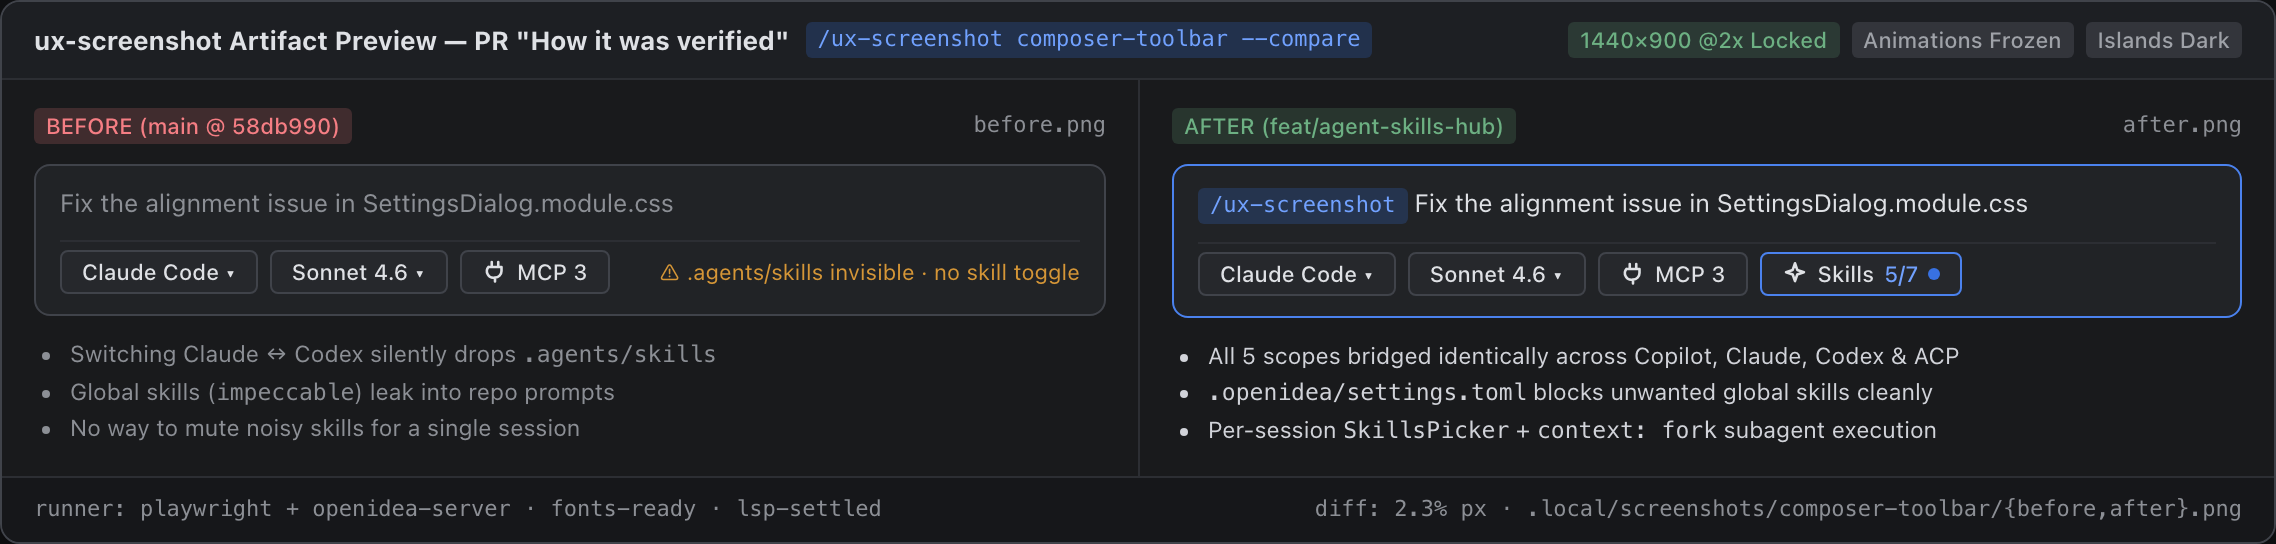 ux-screenshot Artifact Preview — PR "How it was verified" /ux-screenshot composer-toolbar --compare 1440×900 @2x Locked Animations Frozen Islands Dark
BEFORE (main @ 58db990) before.png
Fix the alignment issue in SettingsDialog.module.css
Claude Code ▾ Sonnet 4.6 ▾ MCP 3 ⚠ .agents/skills invisible · no skill toggle
• Switching Claude ↔ Codex silently drops .agents/skills
• Global skills (impeccable) leak into repo prompts
• No way to mute noisy skills for a single session
AFTER (feat/agent-skills-hub) after.png
/ux-screenshot Fix the alignment issue in SettingsDialog.module.css
Claude Code ▾ Sonnet 4.6 ▾ MCP 3 Skills 5/7
• All 5 scopes bridged identically across Copilot, Claude, Codex & ACP
• .openidea/settings.toml blocks unwanted global skills cleanly
• Per-session SkillsPicker + context: fork subagent execution
runner: playwright + openidea-server · fonts-ready · lsp-settled diff: 2.3% px · .local/screenshots/composer-toolbar/{before,after}.png